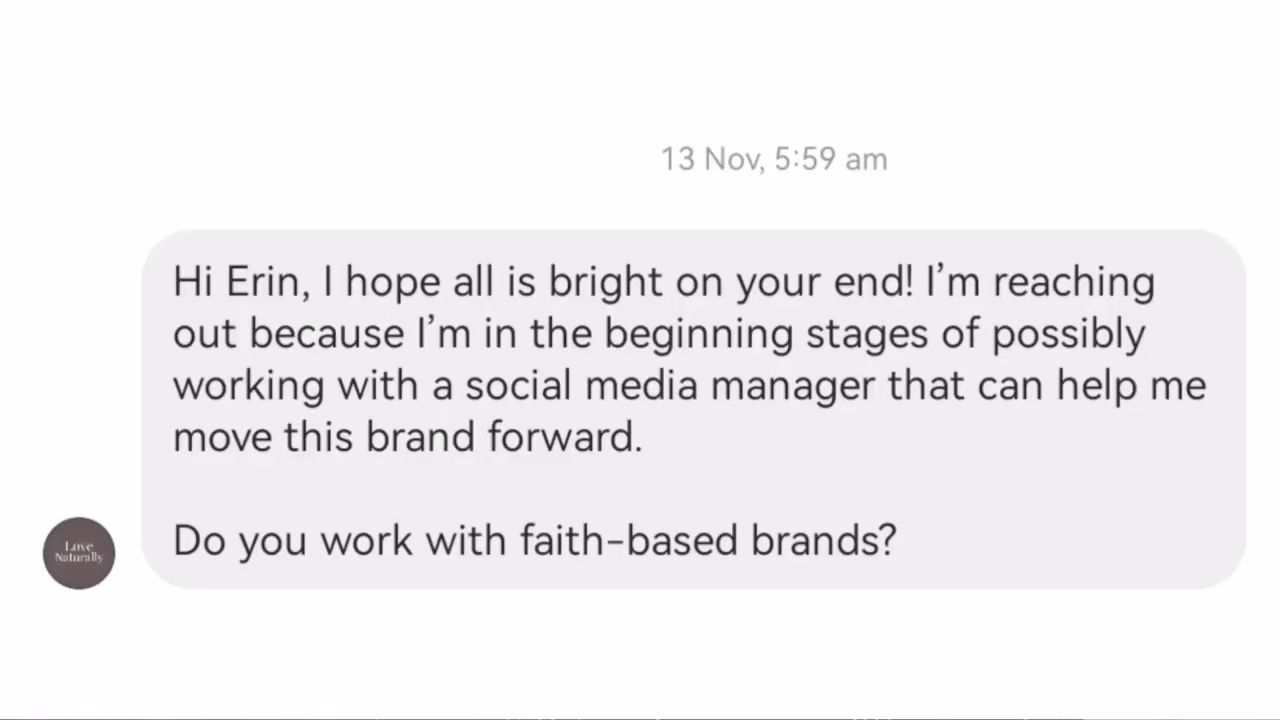 13 Nov, 5:59 am
Hi Erin, I hope all is bright on your end! I’m reaching
out because I’m in the beginning stages of possibly
working with a social media manager that can help me
move this brand forward.
Do you work with faith-based brands?
Love
Naturally